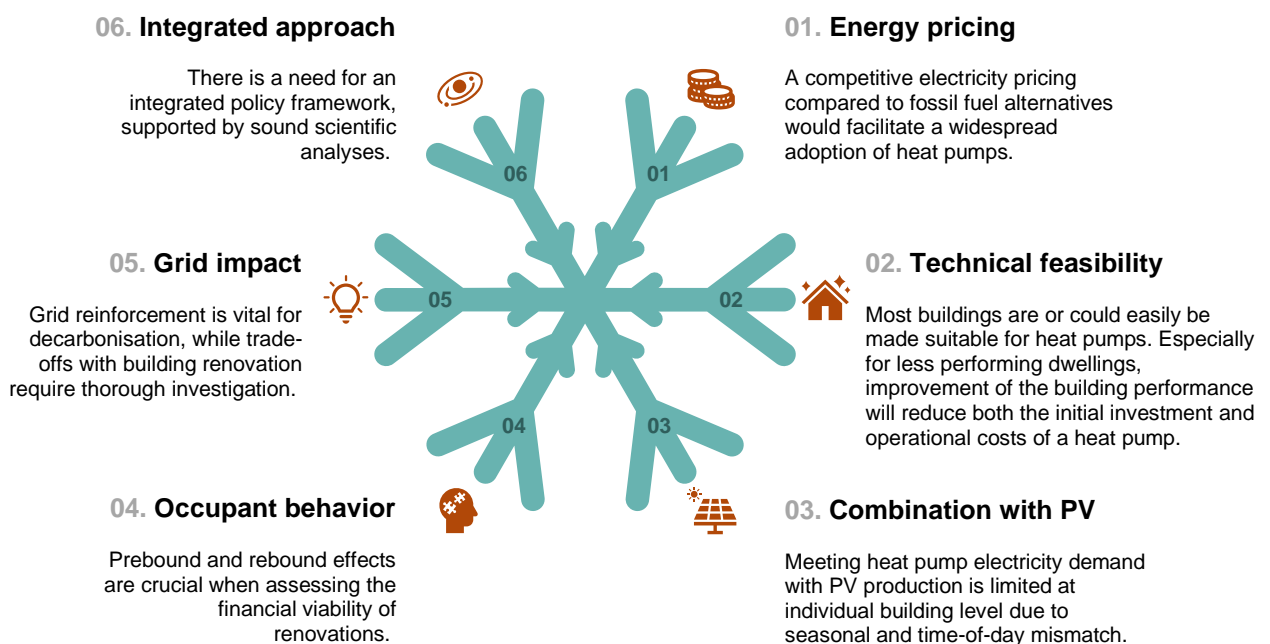 06. Integrated approach
There is a need for an
integrated policy framework,
supported by sound scientific
analyses.
01. Energy pricing
A competitive electricity pricing
compared to fossil fuel alternatives
would facilitate a widespread
adoption of heat pumps.
06
01
05. Grid impact
Grid reinforcement is vital for
decarbonisation, while trade-
offs with building renovation
require thorough investigation.
05
02
02. Technical feasibility
Most buildings are or could easily be
made suitable for heat pumps. Especially
for less performing dwellings,
improvement of the building performance
will reduce both the initial investment and
operational costs of a heat pump.
04
03
04. Occupant behavior
Prebound and rebound effects
are crucial when assessing the
financial viability of
renovations.
03. Combination with PV
Meeting heat pump electricity demand
with PV production is limited at
individual building level due to
seasonal and time-of-day mismatch.